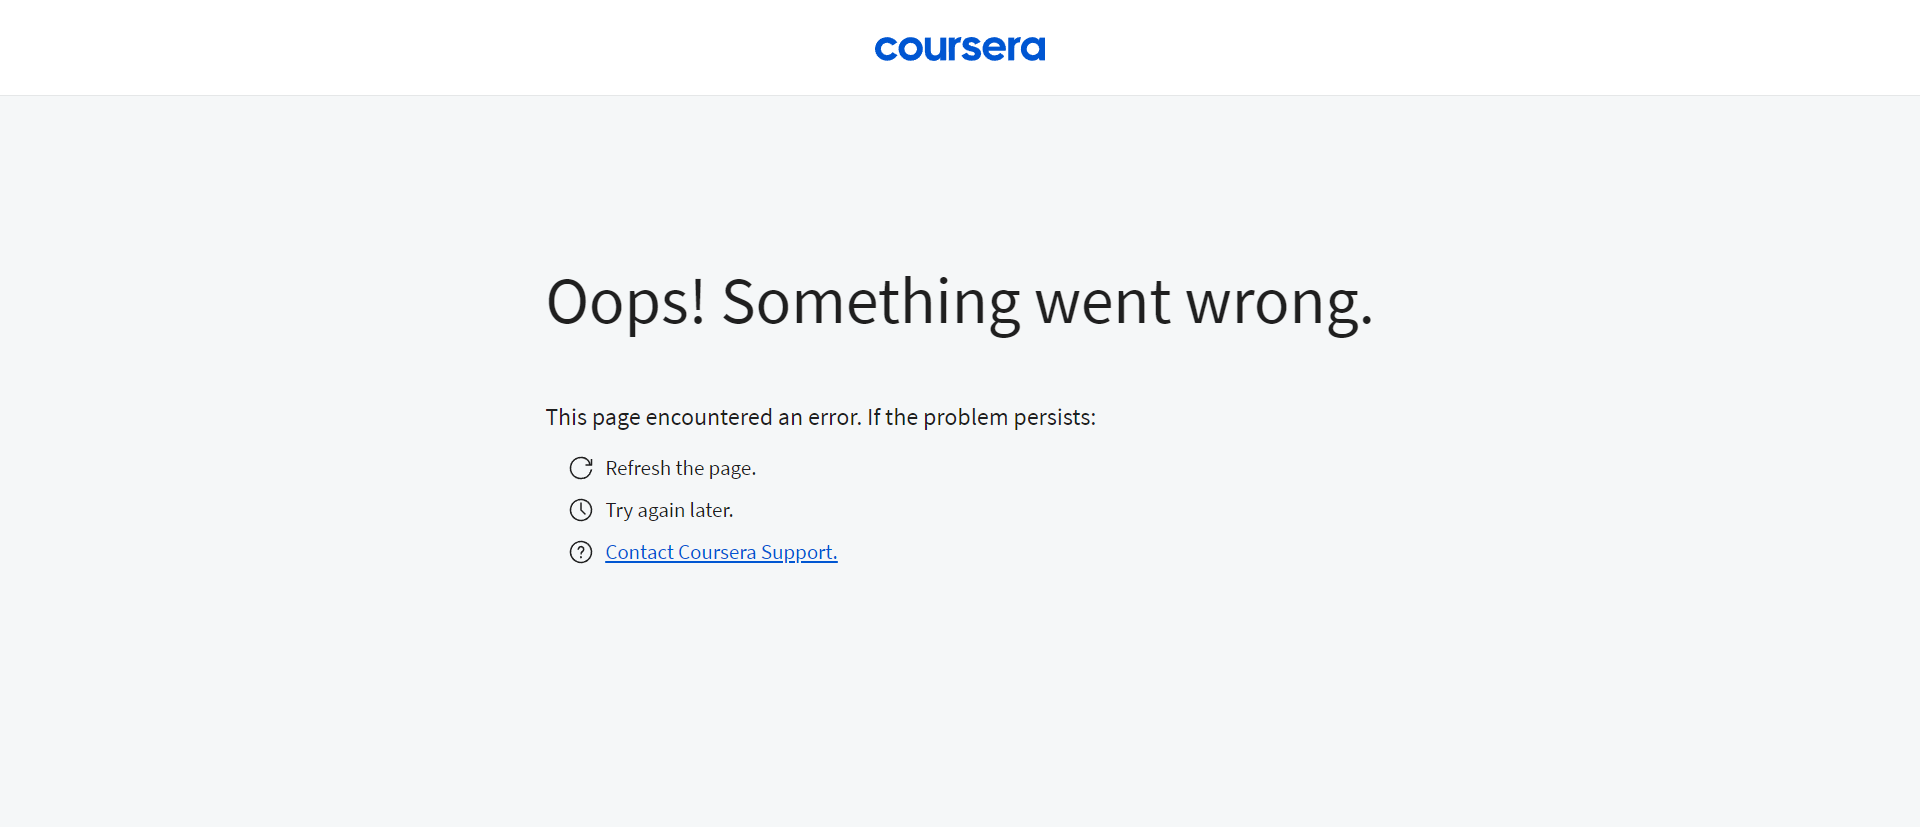 coursera
Oops! Something went wrong.
This page encountered an error. If the problem persists:
Refresh the page.
Try again later.
Contact Coursera Support.